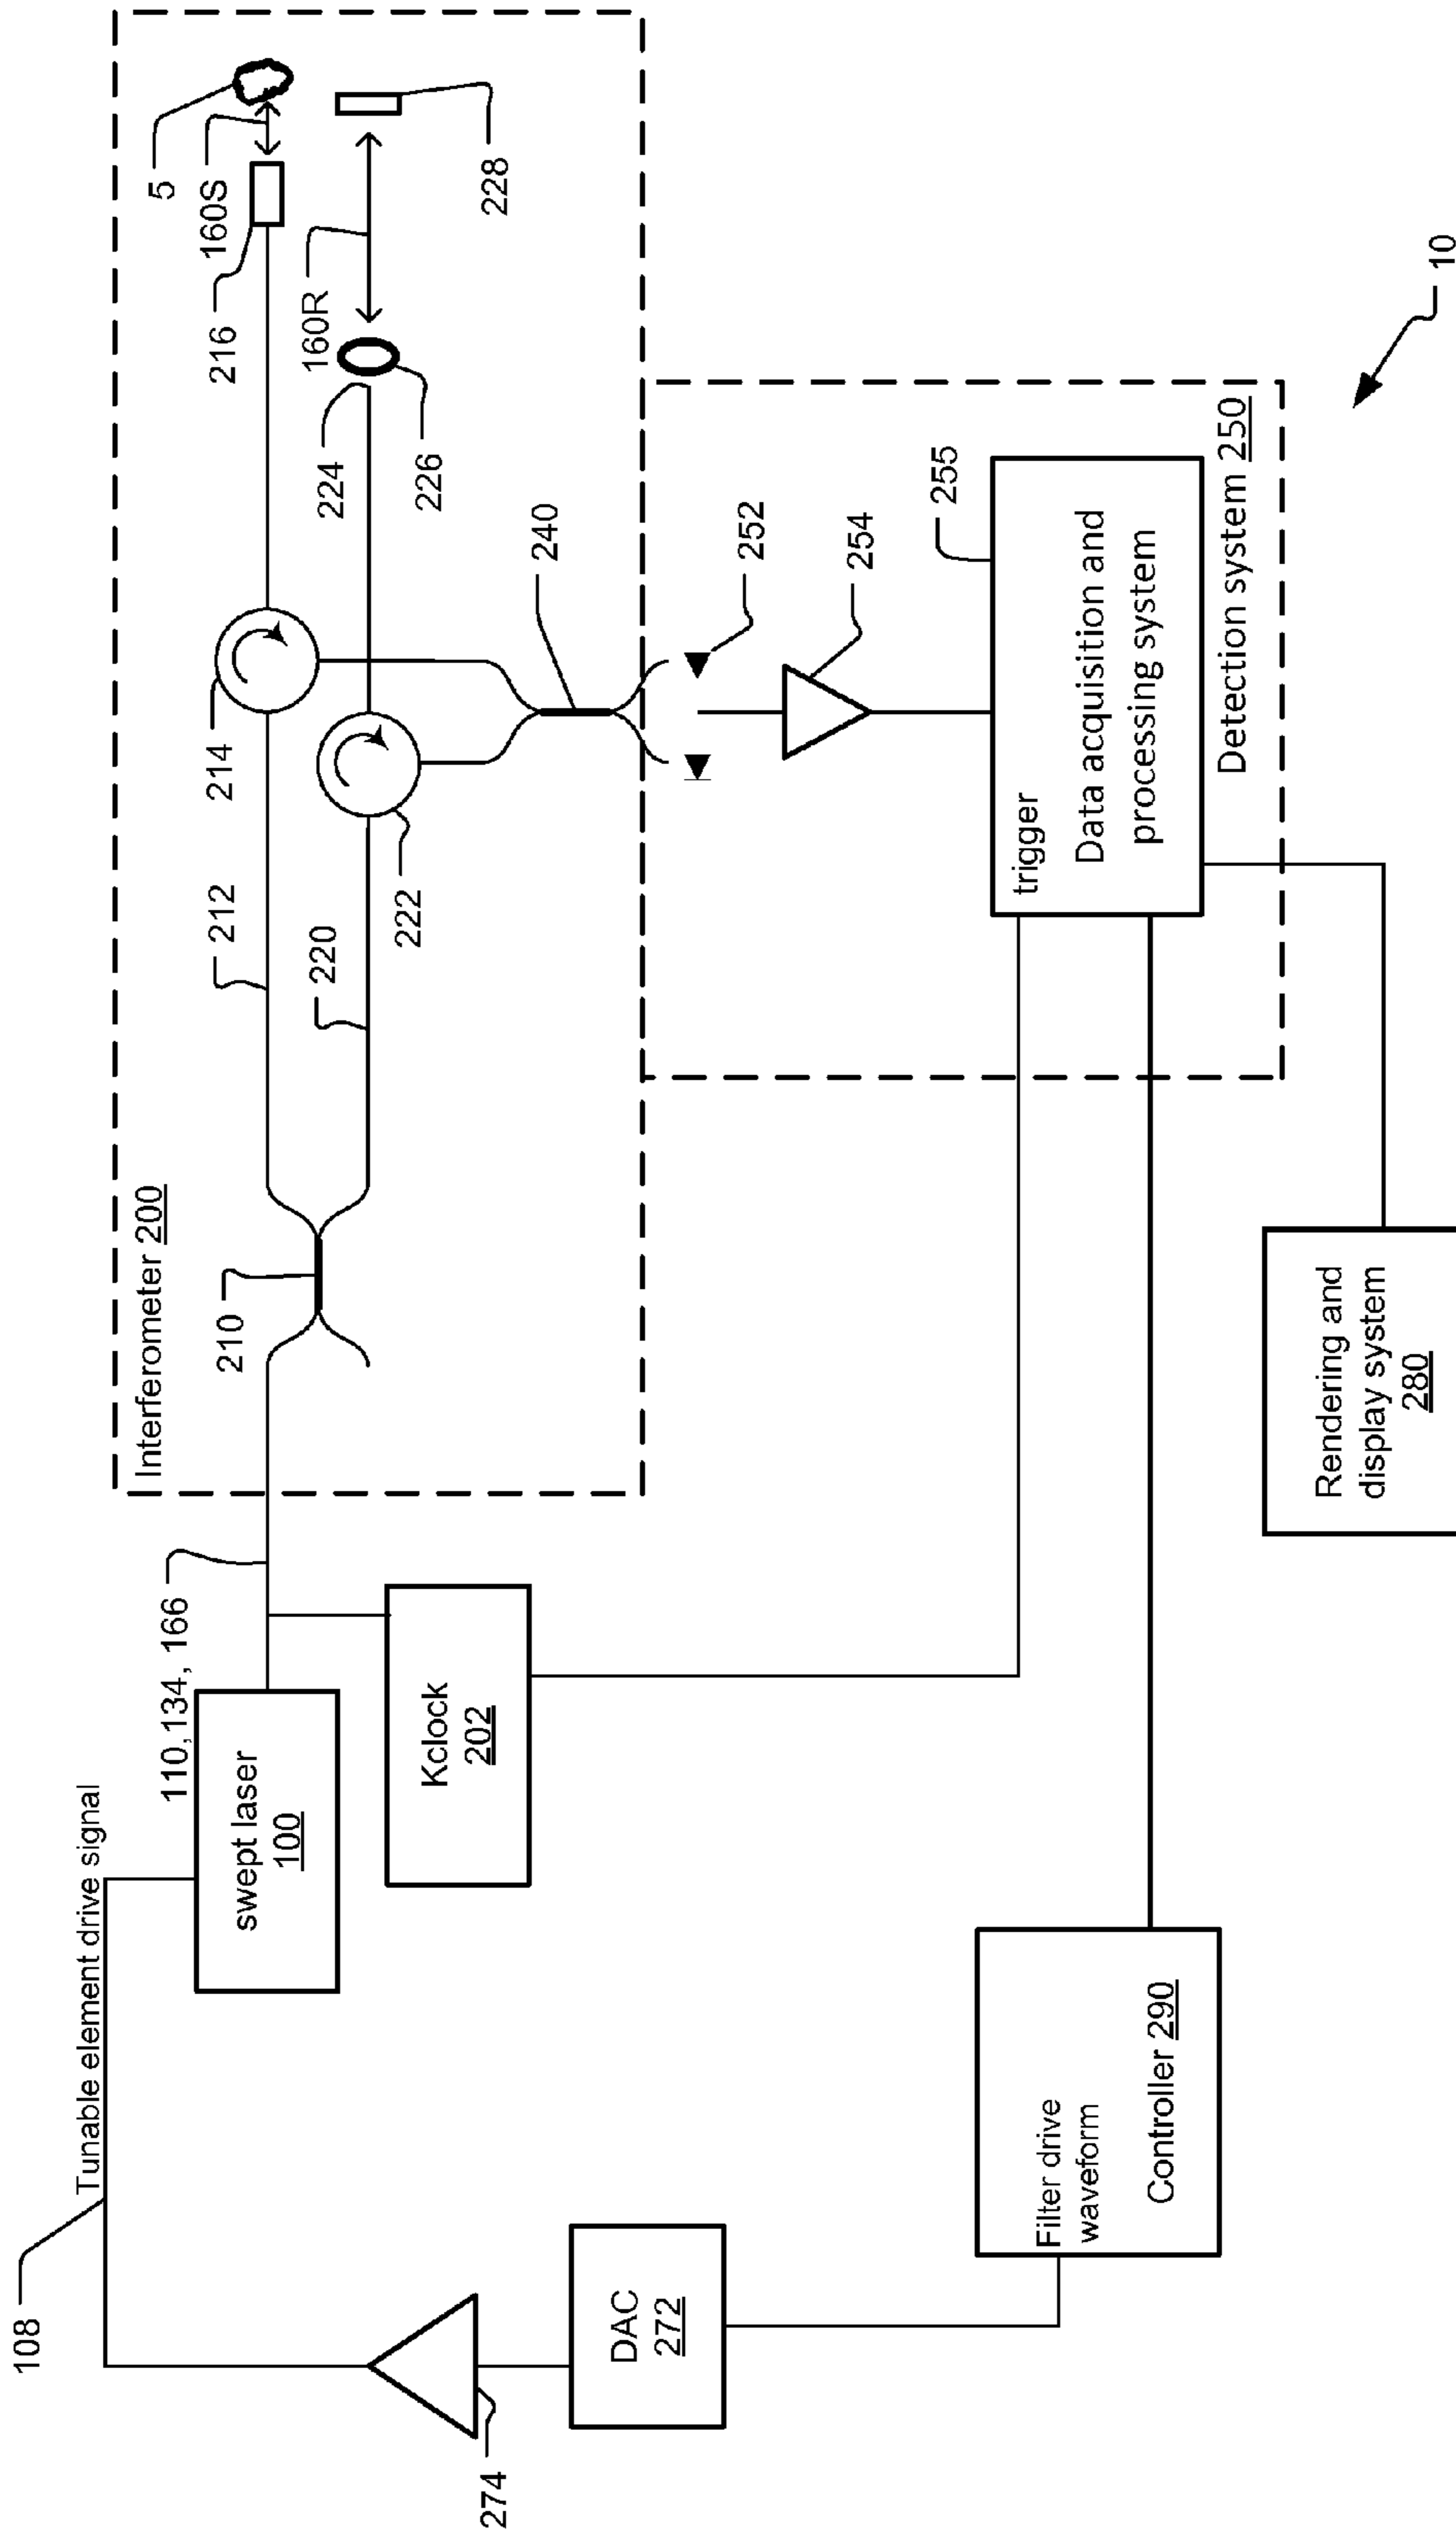 108
Tunable element drive signal
274
DAC
272
Filter drive
waveform
Controller 290
swept laser
100
110,134, 166
Kclock
202
Interferometer 200
210
212
220
214
222
216
160S
5
224
160R
226
228
240
252
254
255
trigger
Data acquisition and
processing system
Detection system 250
Rendering and
display system
280
10